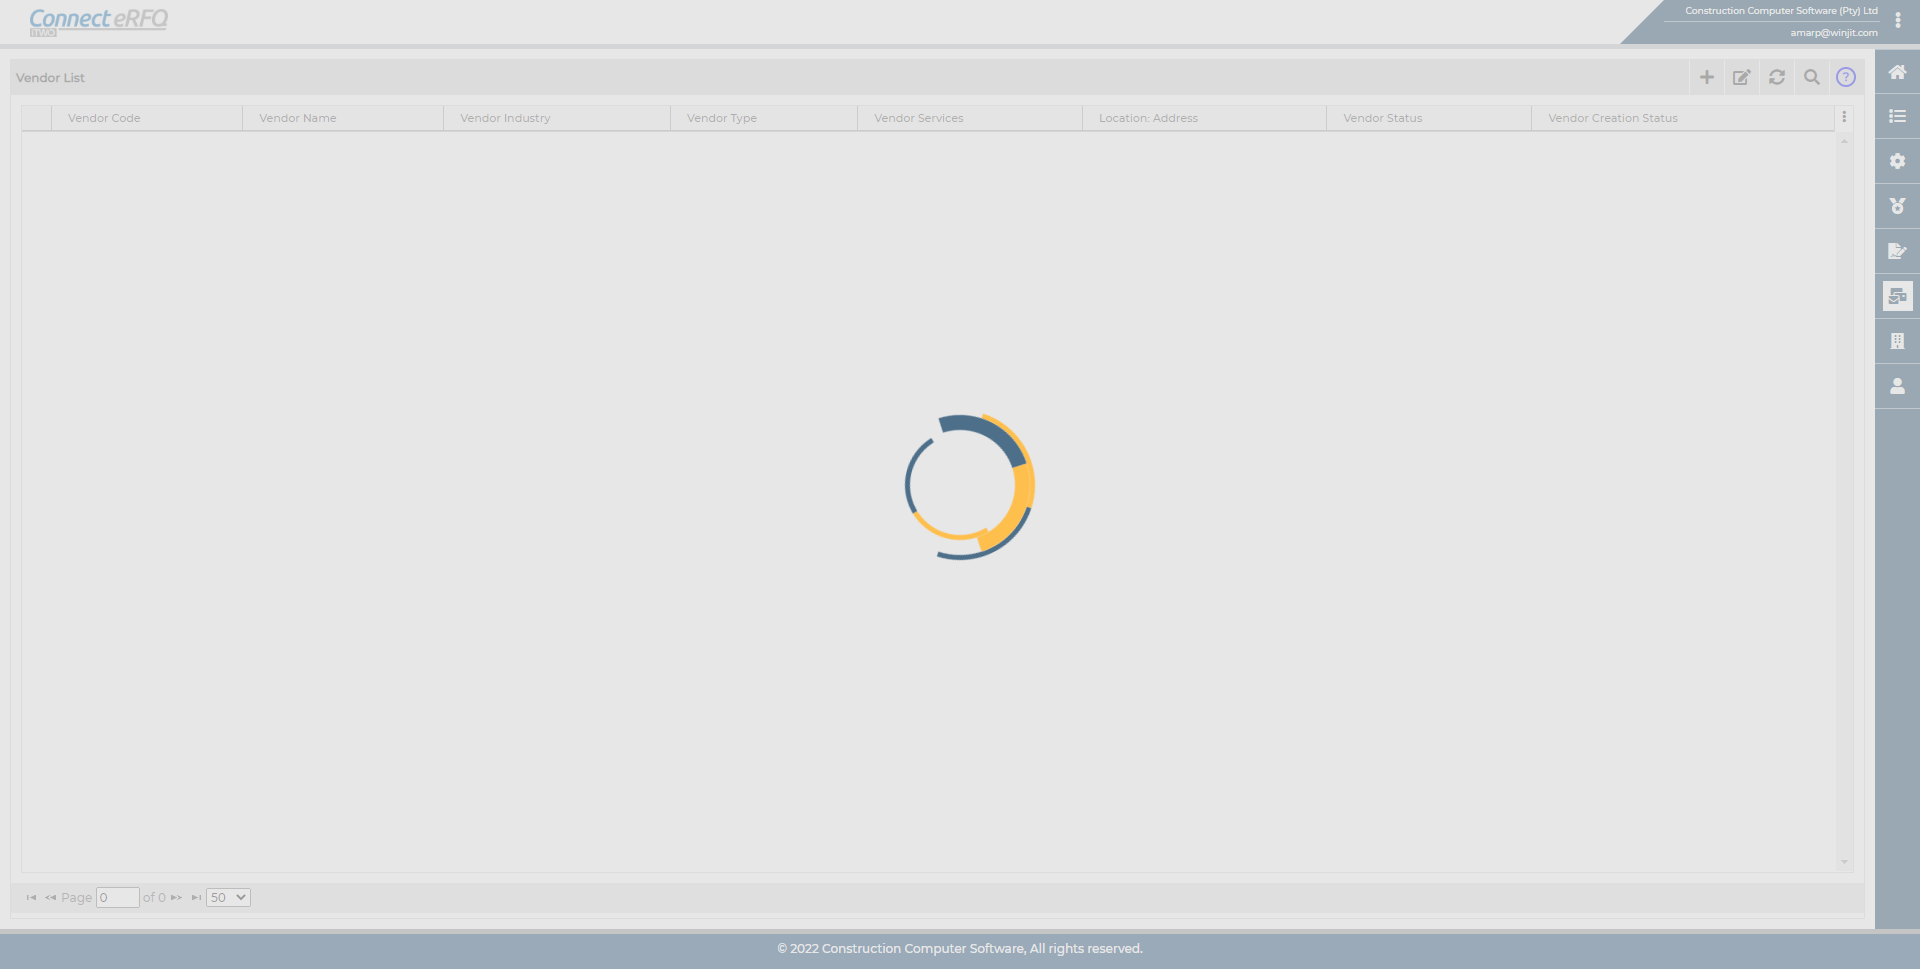 Connect eRFQ
iTWO
Construction Computer Software (Pty) Ltd
amarp@winjit.com
Vendor List
?
Vendor Code Vendor Name Vendor Industry Vendor Type Vendor Services Location: Address Vendor Status Vendor Creation Status
Page 0 of 0 50
© 2022 Construction Computer Software, All rights reserved.